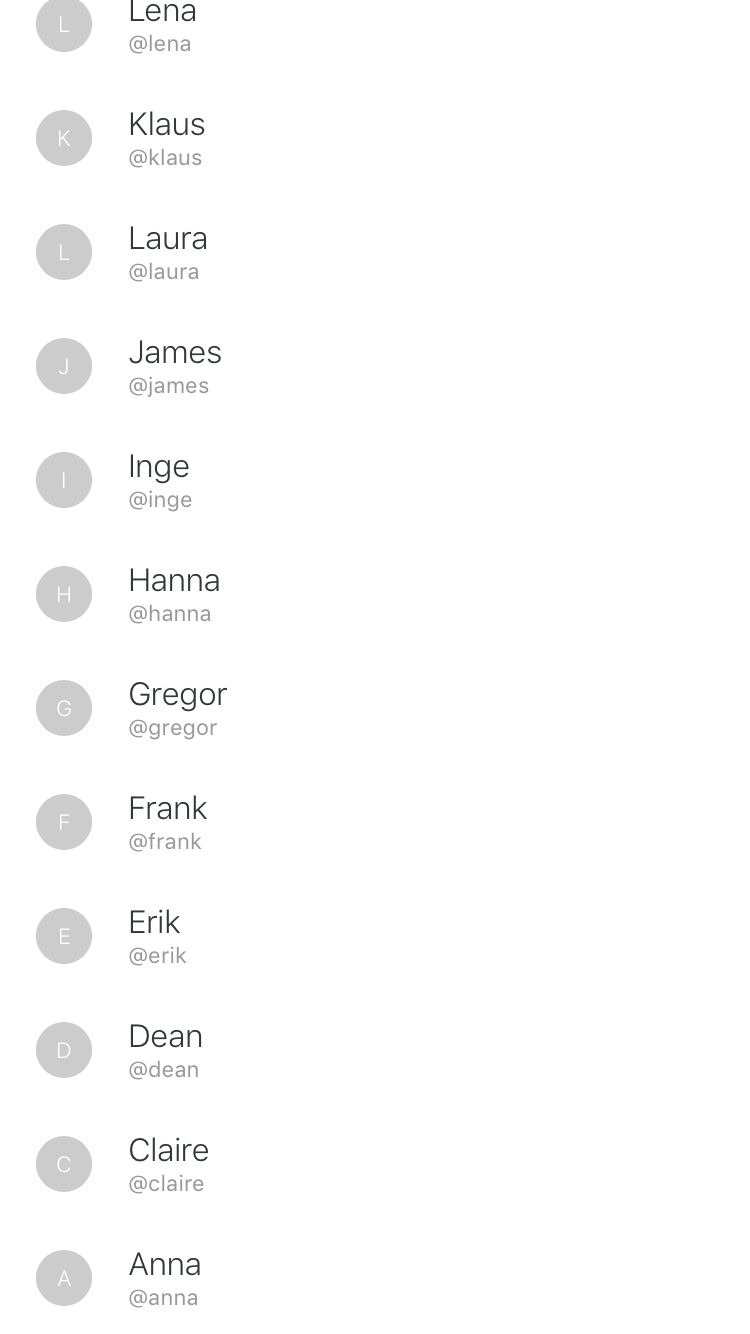 L
Lena
@lena
K
Klaus
@klaus
L
Laura
@laura
J
James
@james
I
Inge
@inge
H
Hanna
@hanna
G
Gregor
@gregor
F
Frank
@frank
E
Erik
@erik
D
Dean
@dean
C
Claire
@claire
A
Anna
@anna